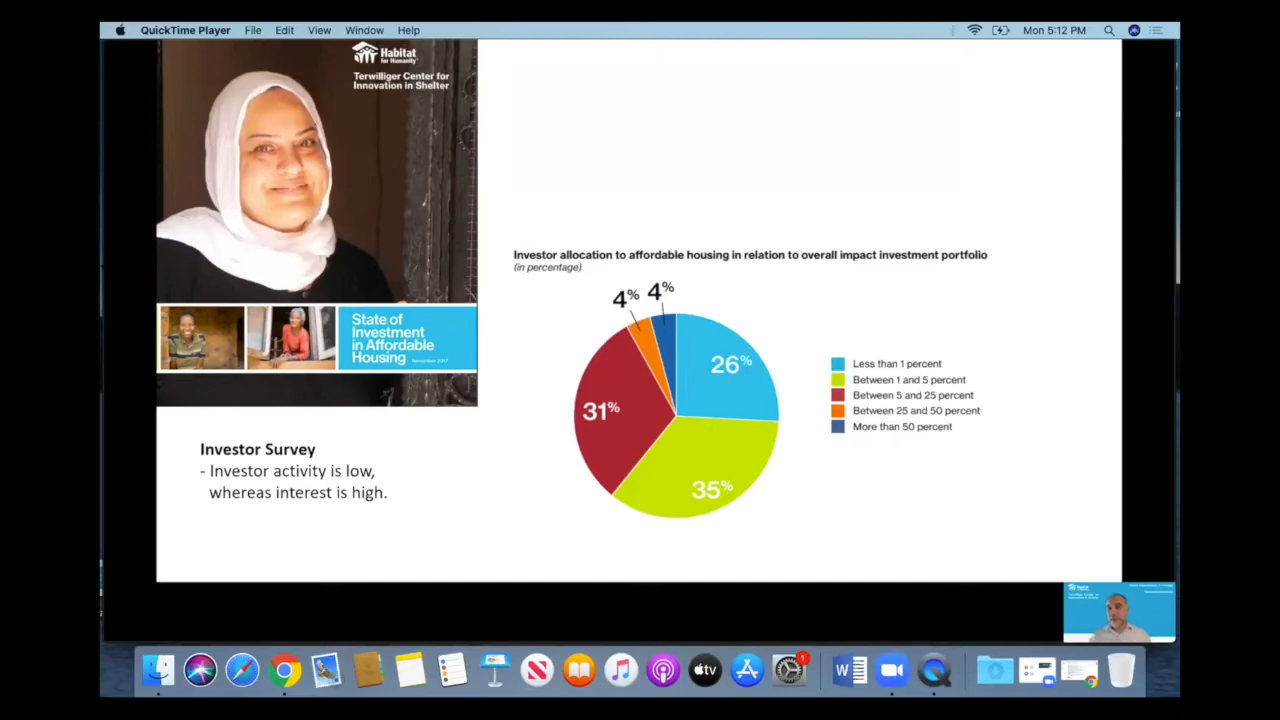 QuickTime Player File Edit View Window Help
Mon 5:12 PM
Habitat
for Humanity
Terwilliger Center for
Innovation in Shelter
State of
Investment
in Affordable
Housing
Investor Survey
- Investor activity is low,
whereas interest is high.
Investor allocation to affordable housing in relation to overall impact investment portfolio
(in percentage)
4%
4%
26%
31%
35%
Less than 1 percent
Between 1 and 5 percent
Between 5 and 25 percent
Between 25 and 50 percent
More than 50 percent
1
tv
W